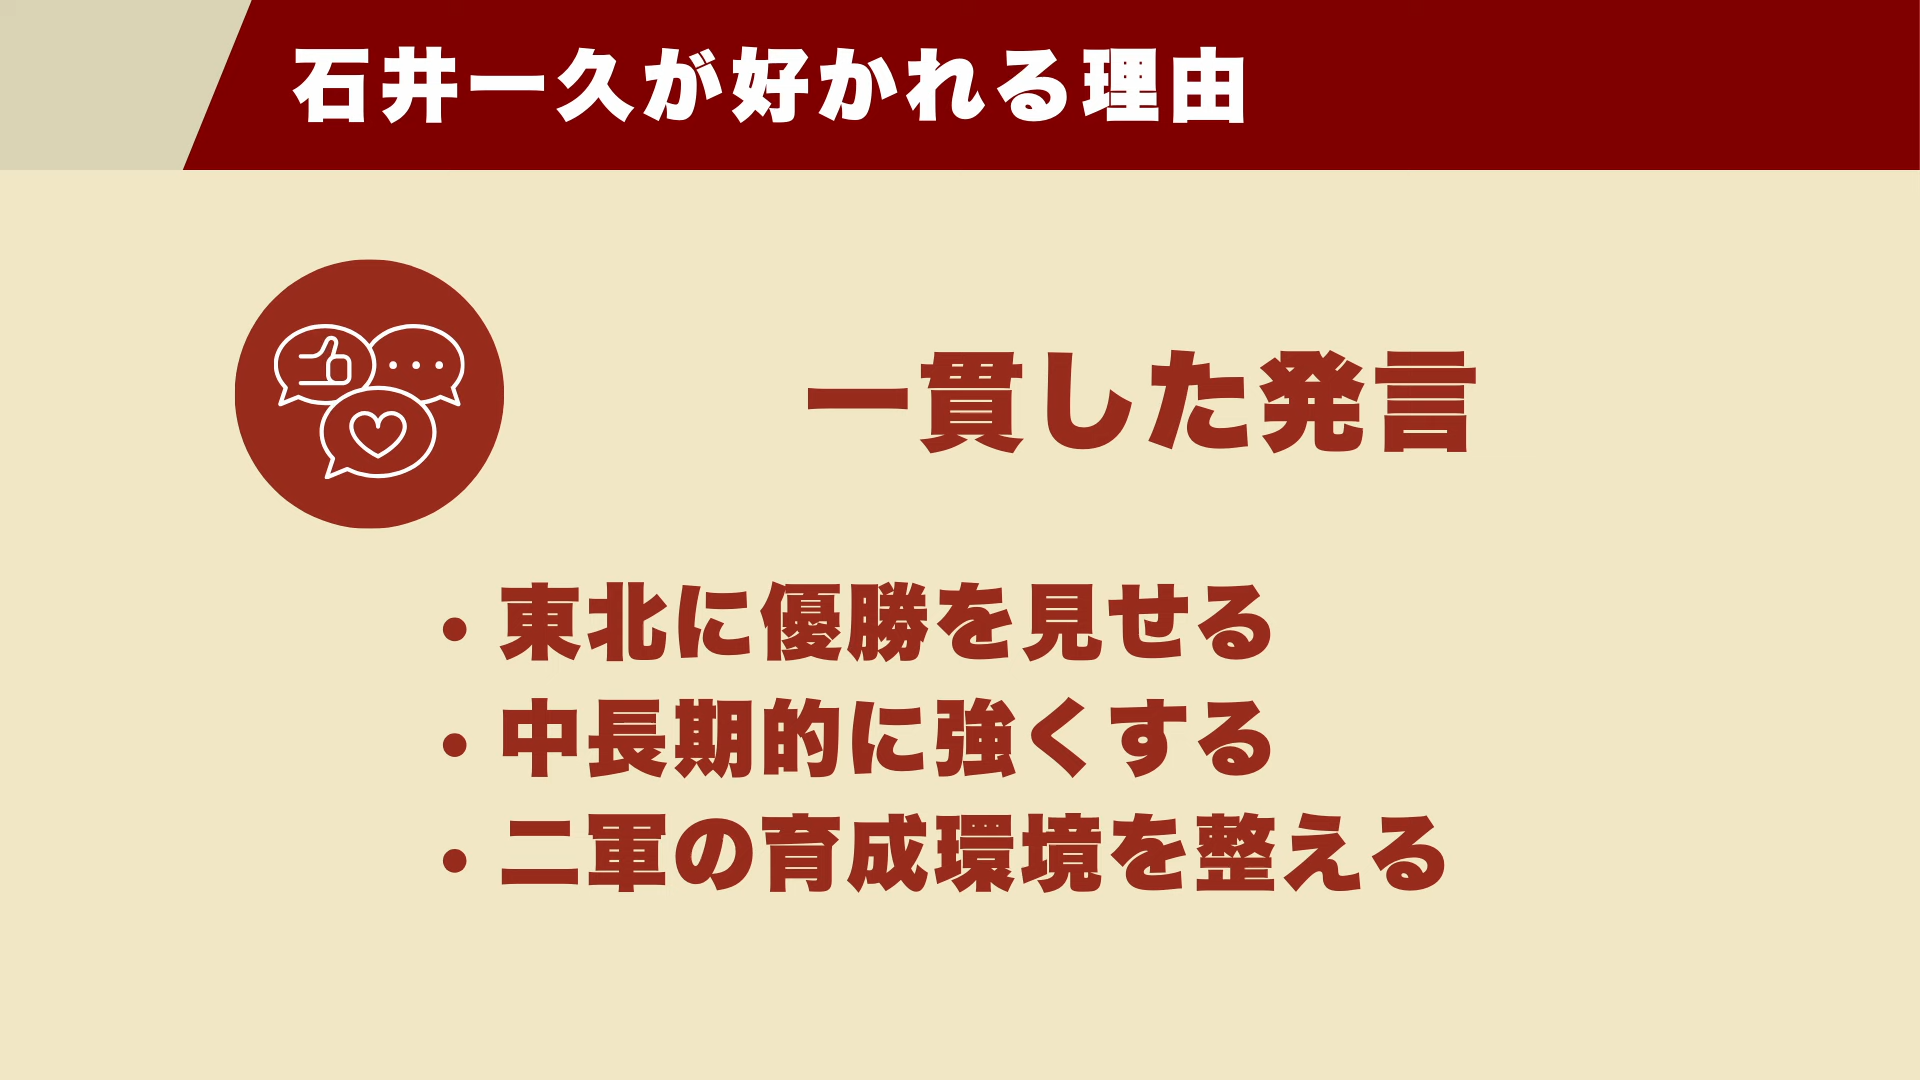 石井一久が好かれる理由
一貫した発言
• 東北に優勝を見せる
• 中長期的に強くする
• 二軍の育成環境を整える